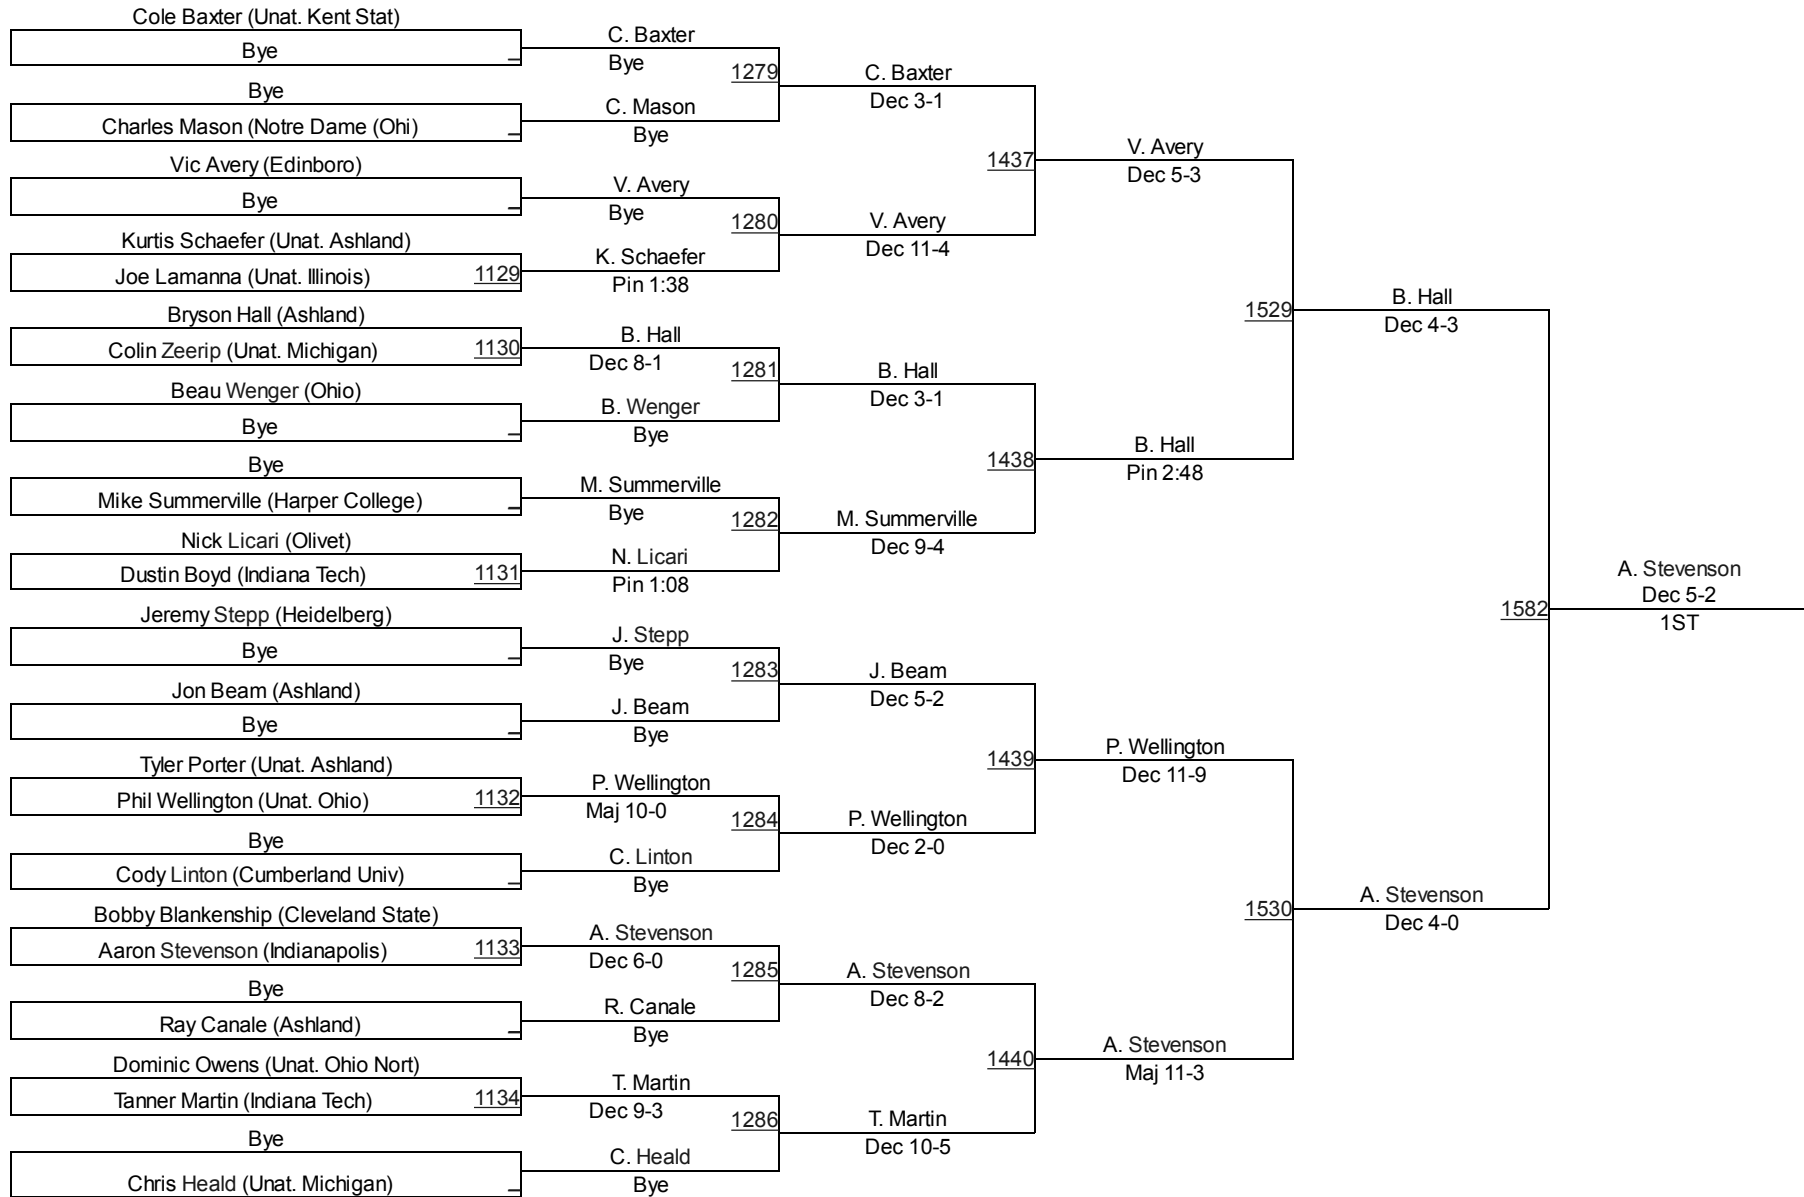 Cole Baxter (Unat. Kent Stat)
Bye
_
Bye
Charles Mason (Notre Dame (Ohi)
_
Vic Avery (Edinboro)
Bye
_
Kurtis Schaefer (Unat. Ashland)
Joe Lamanna (Unat. Illinois) 1129
Bryson Hall (Ashland)
Colin Zeerip (Unat. Michigan) 1130
Beau Wenger (Ohio)
Bye
_
Bye
Mike Summerville (Harper College)
_
Nick Licari (Olivet)
Dustin Boyd (Indiana Tech) 1131
Jeremy Stepp (Heidelberg)
Bye
_
Jon Beam (Ashland)
Bye
_
Tyler Porter (Unat. Ashland)
Phil Wellington (Unat. Ohio) 1132
Bye
Cody Linton (Cumberland Univ)
_
Bobby Blankenship (Cleveland State)
Aaron Stevenson (Indianapolis) 1133
Bye
Ray Canale (Ashland)
_
Dominic Owens (Unat. Ohio Nort)
Tanner Martin (Indiana Tech) 1134
Bye
Chris Heald (Unat. Michigan)
_
C. Baxter
Bye
1279
C. Mason
Bye
V. Avery
Bye
1280
K. Schaefer
Pin 1:38
B. Hall
Dec 8-1
1281
B. Wenger
Bye
M. Summerville
Bye
1282
N. Licari
Pin 1:08
J. Stepp
Bye
1283
J. Beam
Bye
P. Wellington
Maj 10-0
1284
C. Linton
Bye
A. Stevenson
Dec 6-0
1285
R. Canale
Bye
T. Martin
Dec 9-3
1286
C. Heald
Bye
C. Baxter
Dec 3-1
1437
V. Avery
Dec 11-4
B. Hall
Dec 3-1
1438
M. Summerville
Dec 9-4
J. Beam
Dec 5-2
1439
P. Wellington
Dec 2-0
A. Stevenson
Dec 8-2
1440
T. Martin
Dec 10-5
V. Avery
Dec 5-3
1529
B. Hall
Pin 2:48
P. Wellington
Dec 11-9
1530
A. Stevenson
Maj 11-3
B. Hall
Dec 4-3
1582
A. Stevenson
Dec 4-0
A. Stevenson
Dec 5-2
1ST